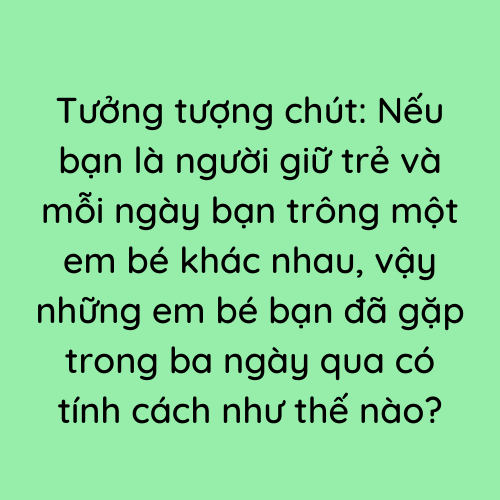 Tưởng tượng chút: Nếu
bạn là người giữ trẻ và
mỗi ngày bạn trông một
em bé khác nhau, vậy
những em bé bạn đã gặp
trong ba ngày qua có
tính cách như thế nào?